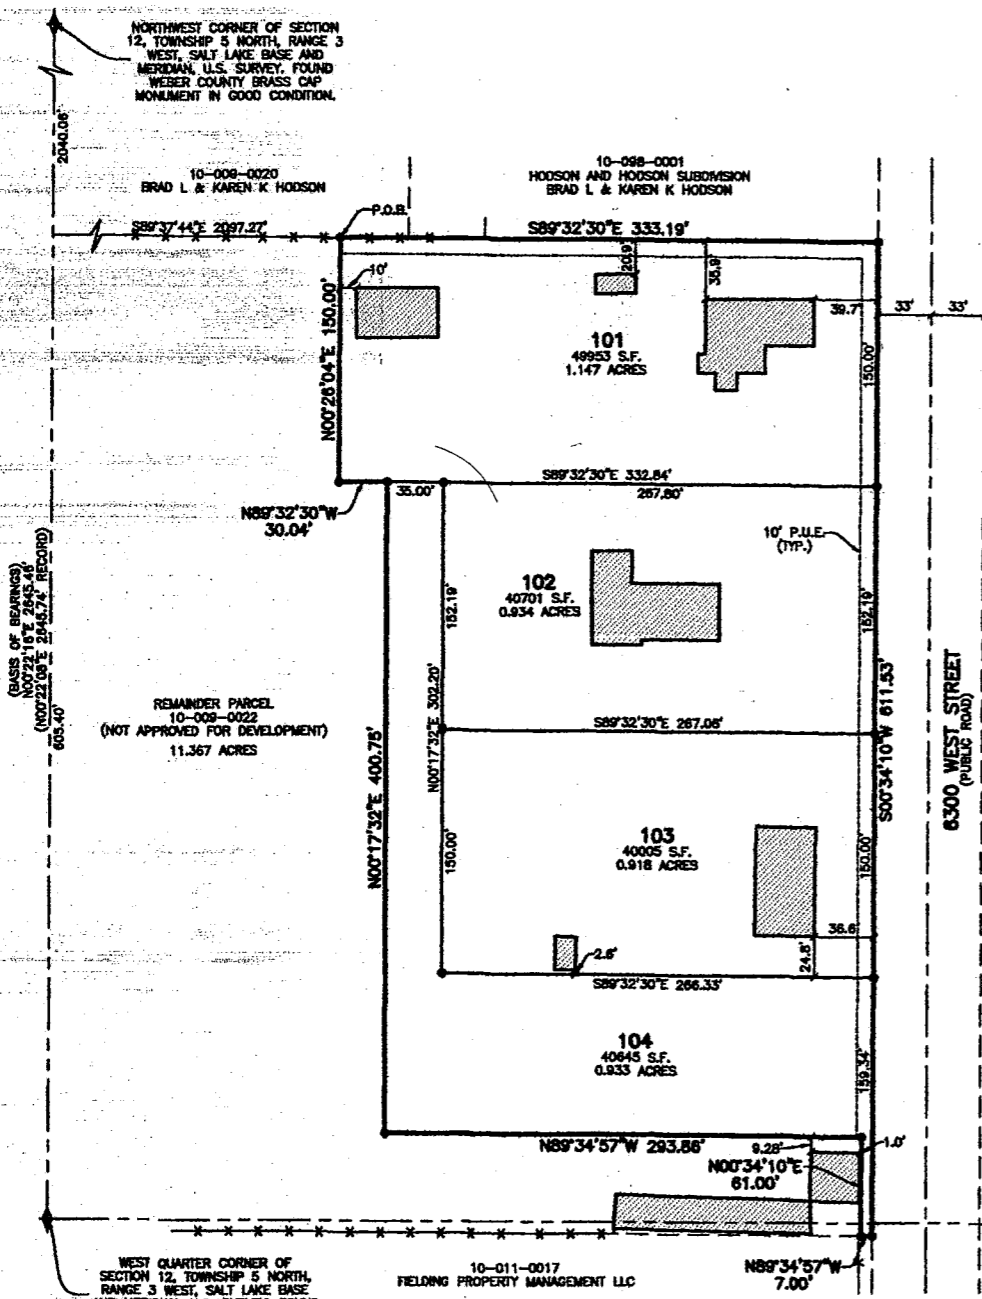 NORTHWEST CORNER OF SECTION
12, TOWNSHIP 5 NORTH, RANGE 3
WEST, SALT LAKE BASE AND
MERIDIAN, U.S. SURVEY, FOUND
WEBER COUNTY BRASS CAP
MONUMENT IN GOOD CONDITION.
2040.06'
10-009-0020
BRAD L & KAREN K HODSON
10-098-0001
HODSON AND HODSON SUBDIVISION
BRAD L & KAREN K HODSON
P.O.B.
S89°37'44"E 2097.27'
S89°32'30"E 333.19'
20.9'
35.9'
10'
39.7'
33'
33'
N00°26'04"E 150.00'
101
49953 S.F.
1.147 ACRES
150.00'
S89°32'30"E 332.84'
35.00'
267.80'
N89°32'30"W
30.04'
10' P.U.E.
(TYP.)
102
40701 S.F.
0.934 ACRES
152.19'
152.19'
(BASIS OF BEARINGS)
N00°22'16"E 2645.46'
(N00°22'08"E 2645.74' RECORD)
605.40'
N00°17'32"E 302.20'
S00°34'10"W 611.53'
6300 WEST STREET
(PUBLIC ROAD)
REMAINDER PARCEL
10-009-0022
(NOT APPROVED FOR DEVELOPMENT)
11.367 ACRES
S89°32'30"E 267.06'
N00°17'32"E 400.75'
103
40005 S.F.
0.918 ACRES
150.00'
150.00'
36.6'
24.8'
2.6'
S89°32'30"E 266.33'
104
40645 S.F.
0.933 ACRES
159.34'
N89°34'57"W 293.86'
9.28'
1.0'
N00°34'10"E
61.00'
WEST QUARTER CORNER OF
SECTION 12, TOWNSHIP 5 NORTH,
RANGE 3 WEST, SALT LAKE BASE
10-011-0017
FIELDING PROPERTY MANAGEMENT LLC
N89°34'57"W
7.00'